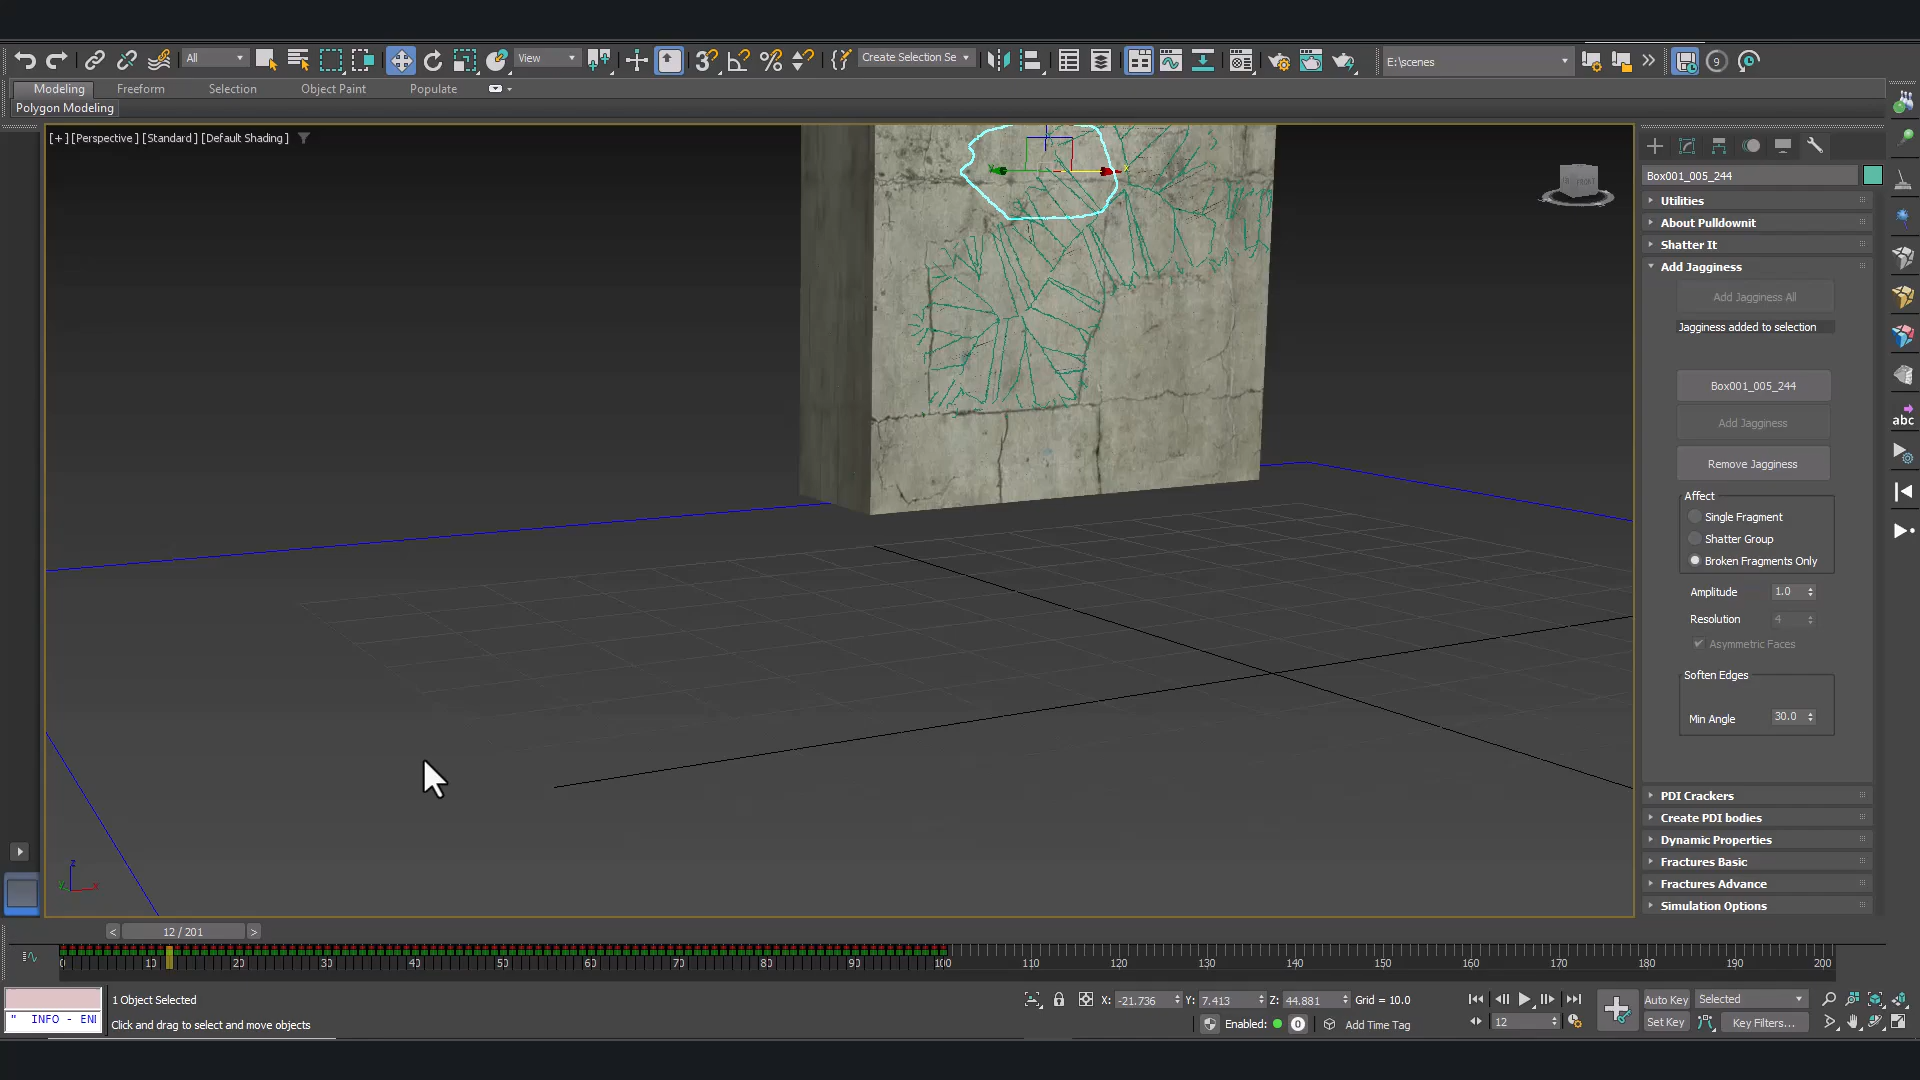 All
View
Create Selection Se
E:\scenes
9
Modeling
Freeform
Selection
Object Paint
Populate
Polygon Modeling
[+] [Perspective] [Standard] [Default Shading]
Box001_005_244
Utilities
About Pulldownit
Shatter It
Add Jagginess
Add Jagginess All
Jagginess added to selection
Box001_005_244
Add Jagginess
Remove Jagginess
Affect
Single Fragment
Shatter Group
Broken Fragments Only
Amplitude 1.0
Resolution 4
Asymmetric Faces
Soften Edges
Min Angle 30.0
PDI Crackers
Create PDI bodies
Dynamic Properties
Fractures Basic
Fractures Advance
Simulation Options
abc
FRONT
z
y
x
< 12 / 201 >
0 10 20 30 40 50 60 70 80 90 100 110 120 130 140 150 160 170 180 190 200
1 Object Selected
X: -21.736 Y: 7.413 Z: 44.881 Grid = 10.0
Auto Key
Selected
" INFO - ENI
Click and drag to select and move objects
Enabled: 0
Add Time Tag
12
Set Key
Key Filters...